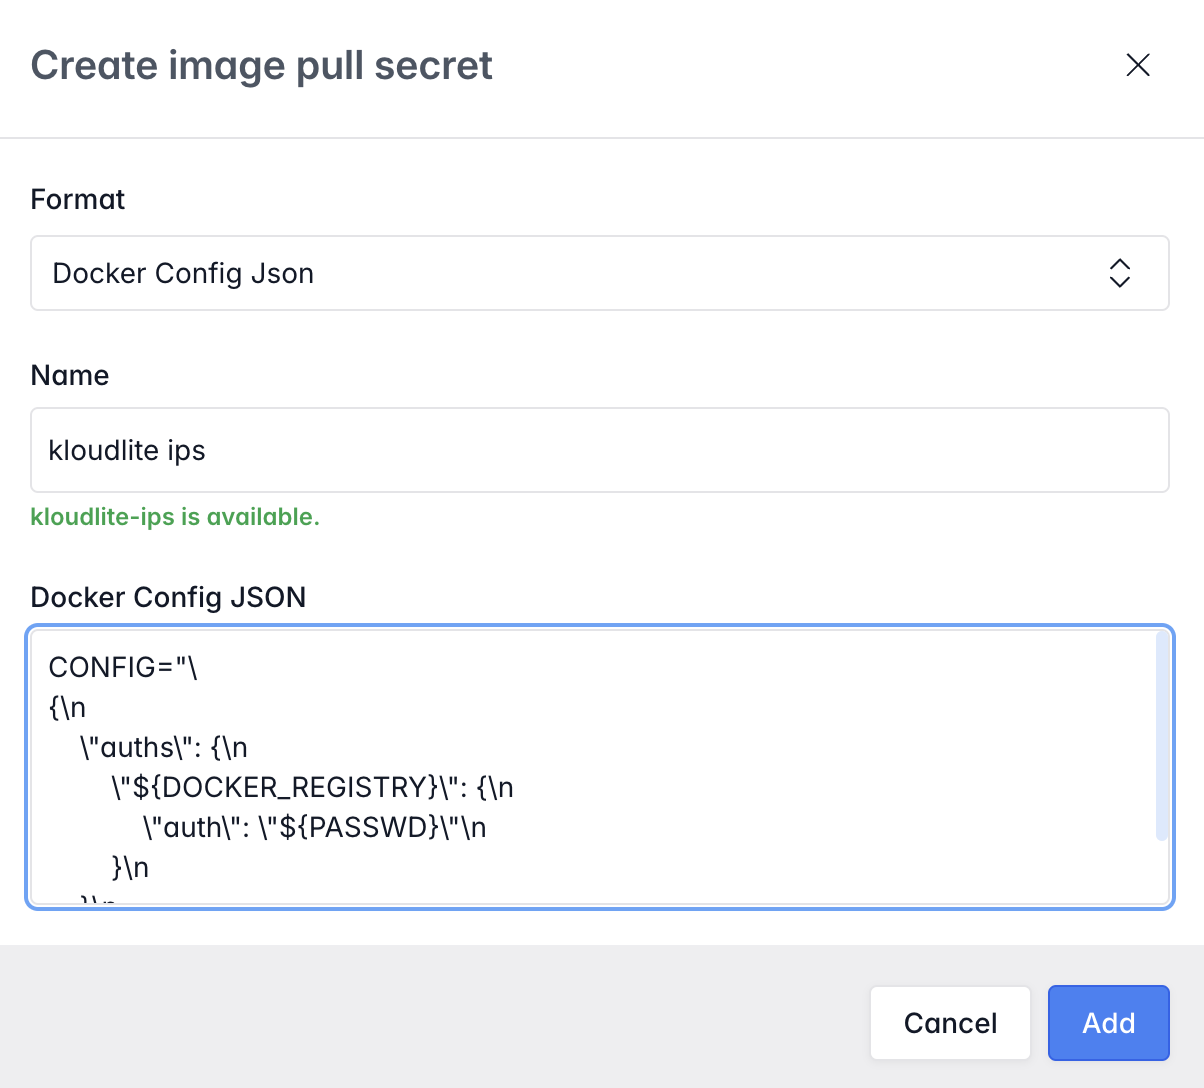 Create image pull secret
Format
Docker Config Json
Name
kloudlite ips
kloudlite-ips is available.
Docker Config JSON
CONFIG="\
{\n
\"auths\": {\n
\"${DOCKER_REGISTRY}\": {\n
\"auth\": \"${PASSWD}\"\n
}\n
}\n
Cancel
Add